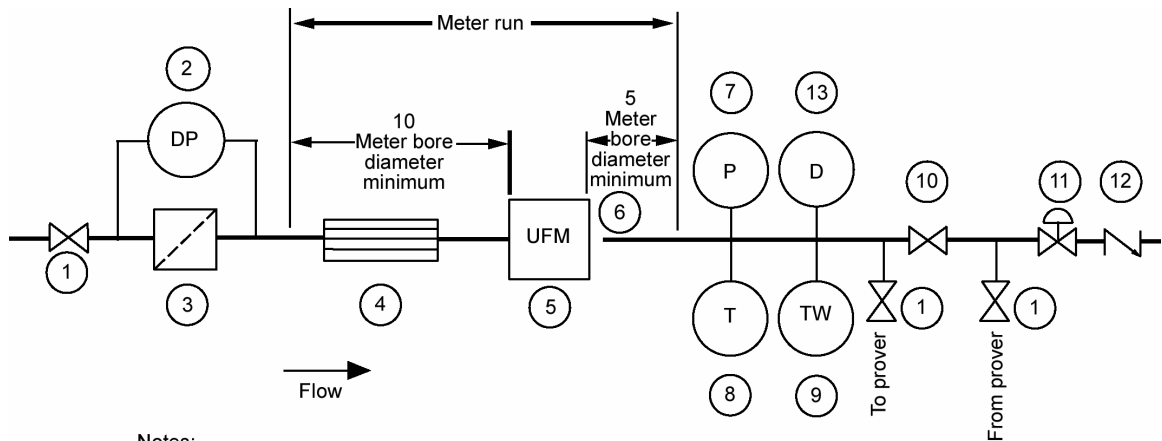 Meter run
2
7
13
10
Meter bore
diameter
minimum
5
Meter
bore
diameter
minimum
DP
P
D
10
11
12
6
UFM
1
3
4
5
T
TW
1
1
8
9
Flow
To prover
From prover
Notes: